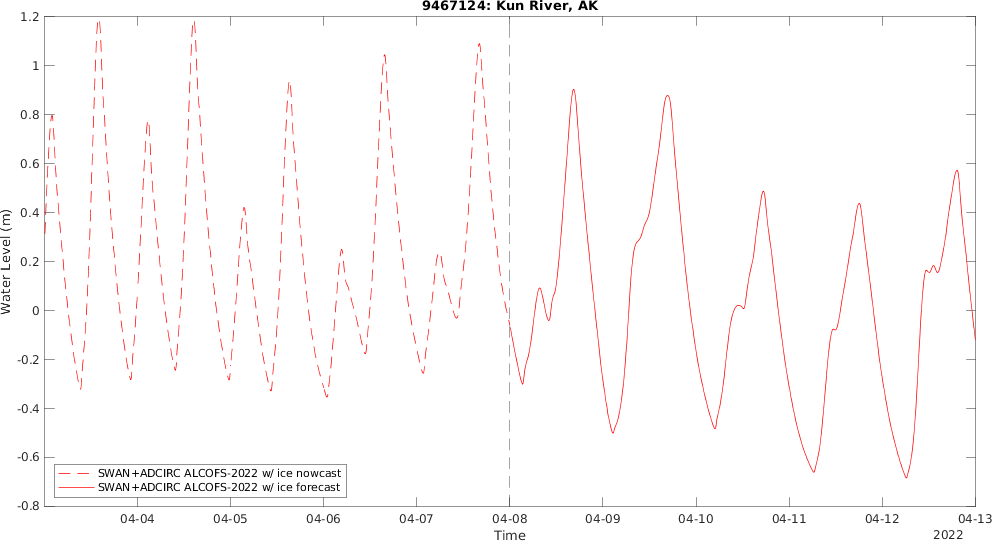 9467124: Kun River, AK
1.2
1
0.8
0.6
0.4
0.2
0
-0.2
-0.4
-0.6
-0.8
Water Level (m)
SWAN+ADCIRC ALCOFS-2022 w/ ice nowcast
SWAN+ADCIRC ALCOFS-2022 w/ ice forecast
04-04 04-05 04-06 04-07 04-08 04-09 04-10 04-11 04-12 04-13
Time
2022